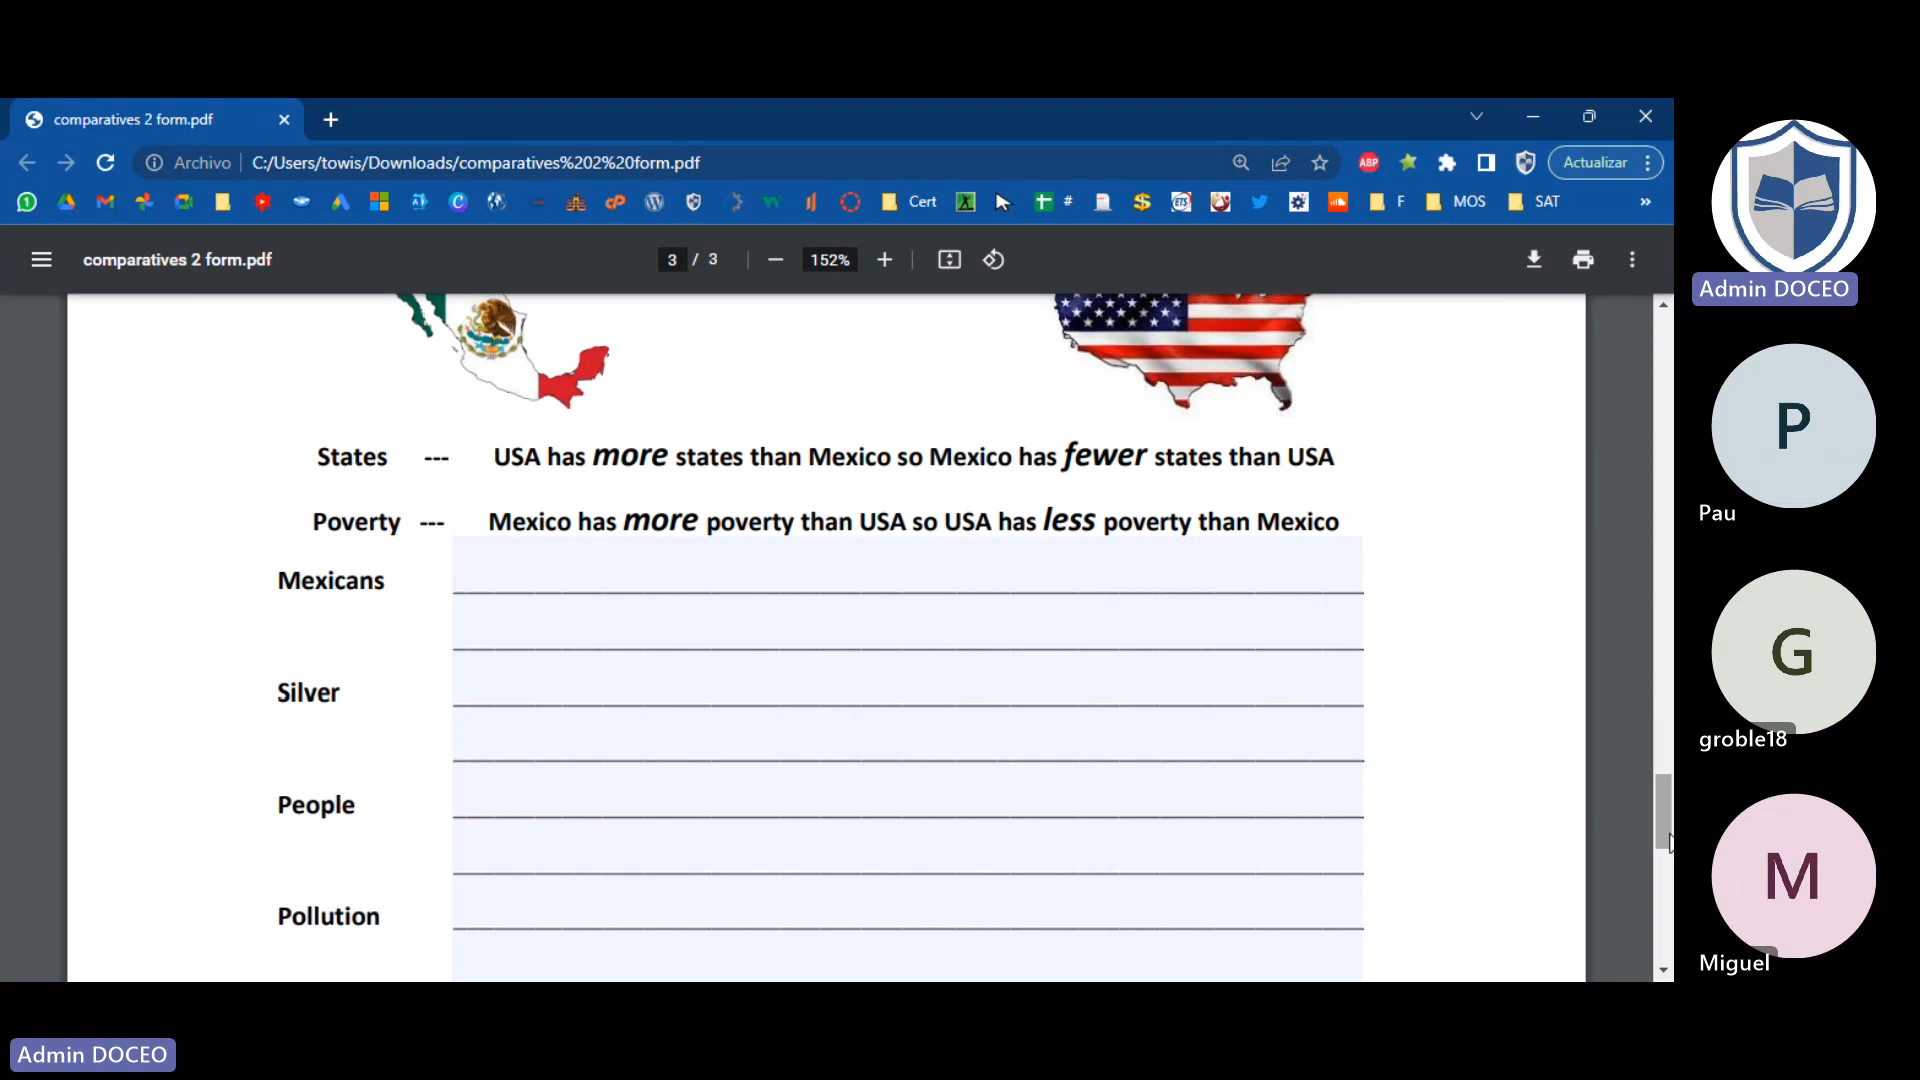 comparatives 2 form.pdf
Archivo C:/Users/towis/Downloads/comparatives%202%20form.pdf
ABP
Actualizar
1
Cert
#
ETS
F
MOS
SAT
comparatives 2 form.pdf
3 / 3
152%
States --- USA has more states than Mexico so Mexico has fewer states than USA
Poverty --- Mexico has more poverty than USA so USA has less poverty than Mexico
Mexicans
Silver
People
Pollution
Admin DOCEO
P
Pau
G
groble18
M
Miguel
Admin DOCEO